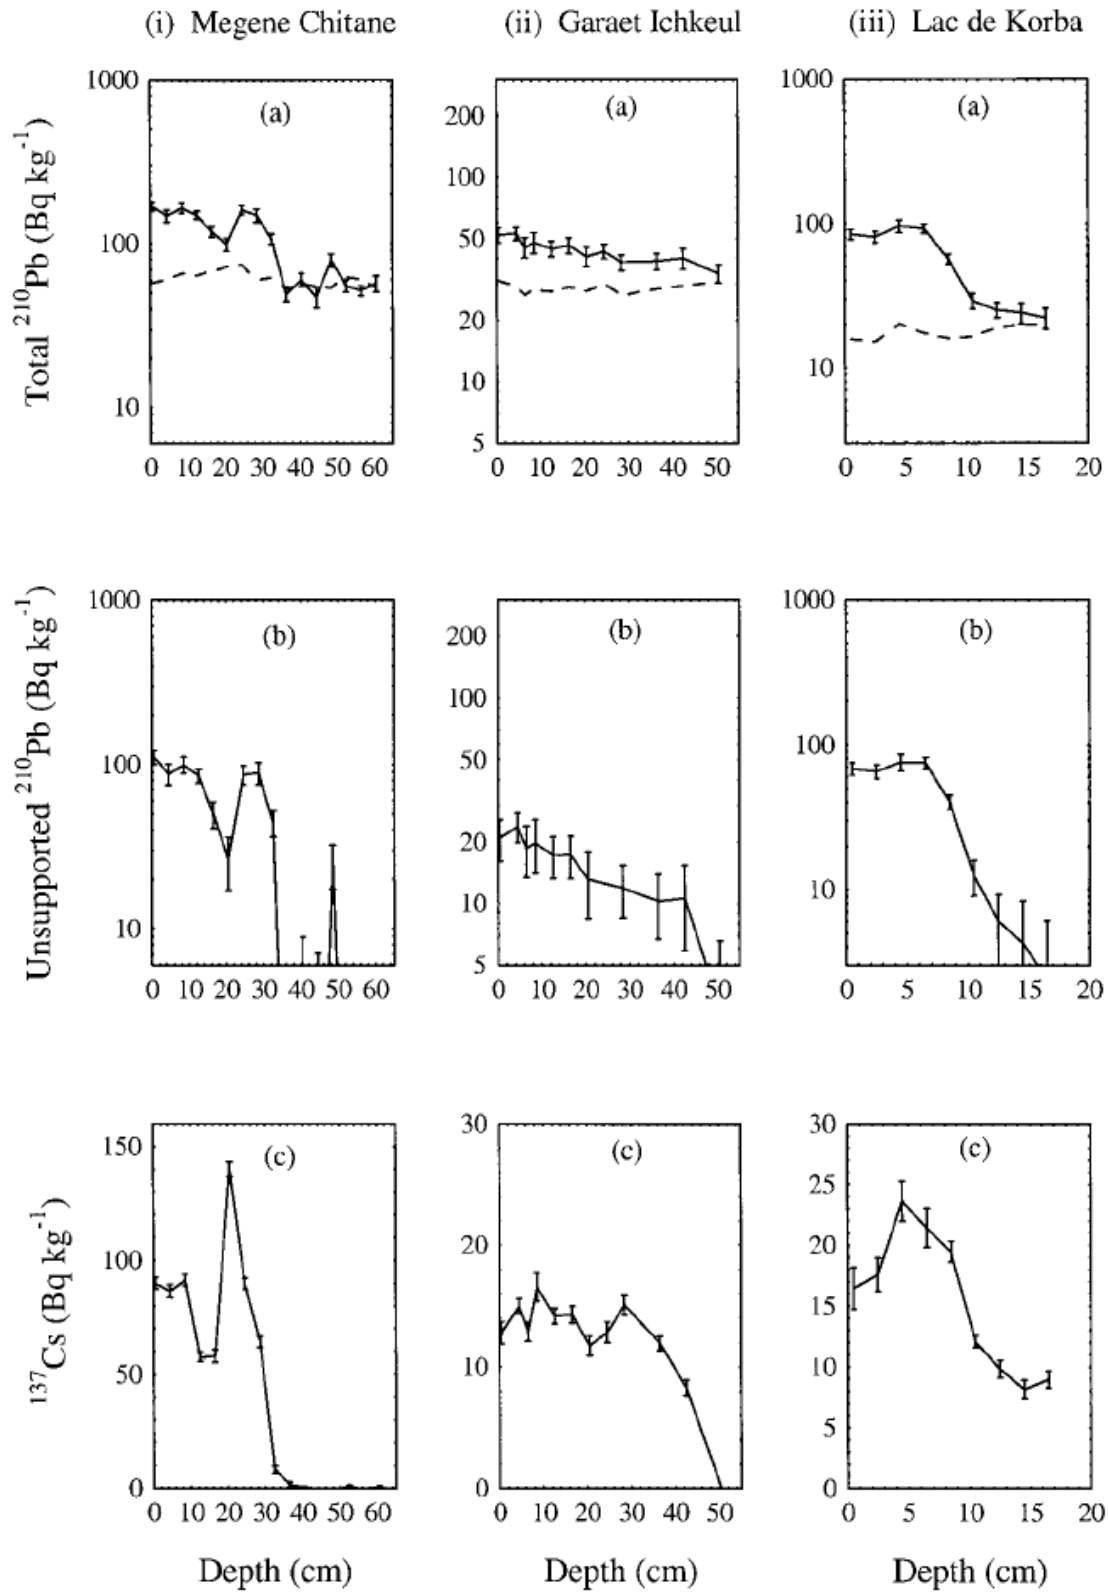 (i) Megene Chitane (ii) Garaet Ichkeul (iii) Lac de Korba
Total ²¹⁰Pb (Bq kg⁻¹)
(a)
1000
100
10
0 10 20 30 40 50 60
(a)
200
100
50
20
10
5
0 10 20 30 40 50
(a)
1000
100
10
0 5 10 15 20
Unsupported ²¹⁰Pb (Bq kg⁻¹)
(b)
1000
100
10
0 10 20 30 40 50 60
(b)
200
100
50
20
10
5
0 10 20 30 40 50
(b)
1000
100
10
0 5 10 15 20
¹³⁷Cs (Bq kg⁻¹)
(c)
150
100
50
0
0 10 20 30 40 50 60
(c)
30
20
10
0
0 10 20 30 40 50
(c)
30
25
20
15
10
5
0
0 5 10 15 20
Depth (cm) Depth (cm) Depth (cm)